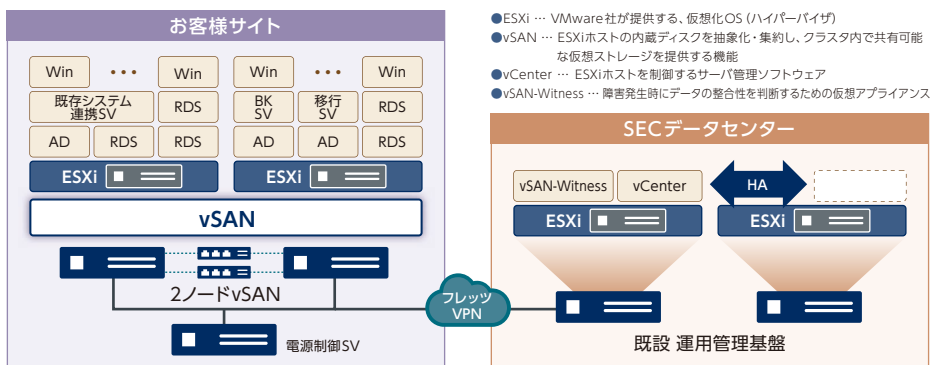 お客様サイト
Win ・・・ Win
Win ・・・ Win
既存システム
連携SV
RDS
BK
SV
移行
SV
RDS
AD RDS RDS
AD AD RDS
ESXi
ESXi
vSAN
2ノードvSAN
電源制御SV
フレッツ
VPN
●ESXi … VMware社が提供する、仮想化OS（ハイパーバイザ）
●vSAN … ESXiホストの内蔵ディスクを抽象化・集約し、クラスタ内で共有可能
な仮想ストレージを提供する機能
●vCenter … ESXiホストを制御するサーバ管理ソフトウェア
●vSAN-Witness … 障害発生時にデータの整合性を判断するための仮想アプライアンス
SECデータセンター
vSAN-Witness vCenter HA
ESXi
ESXi
既設 運用管理基盤